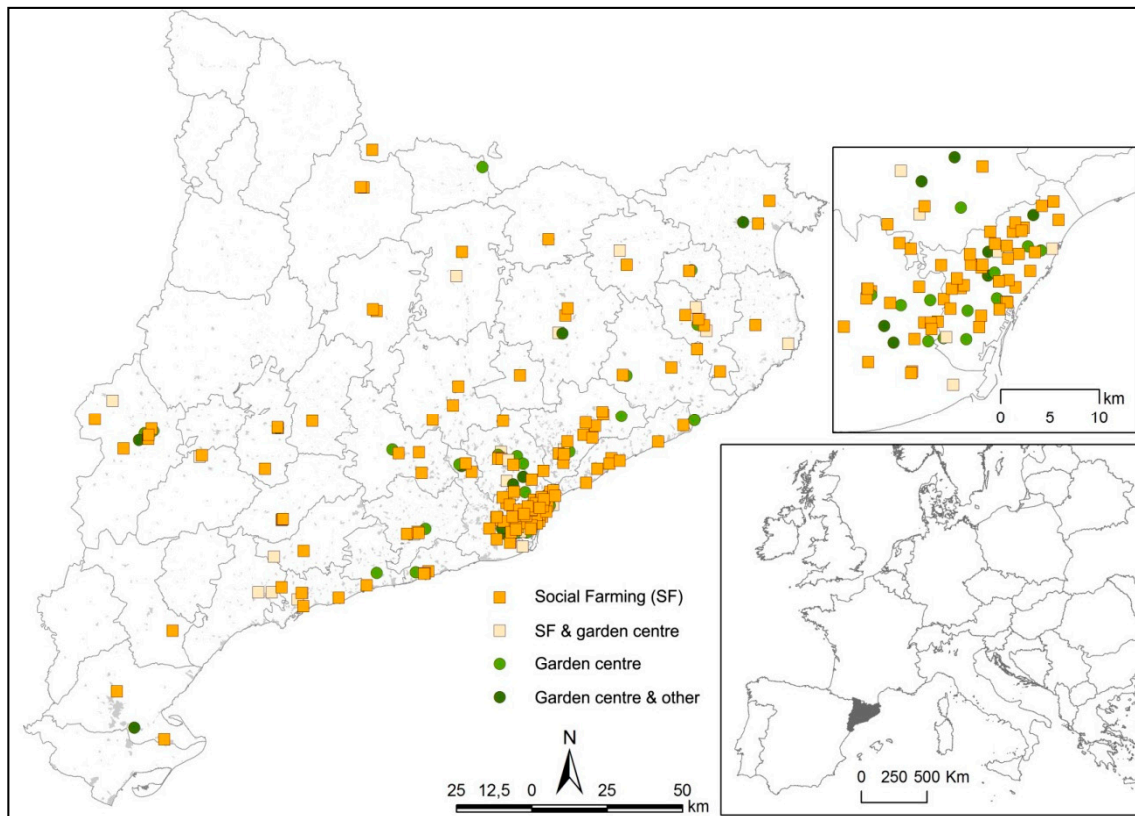 km
0 5 10
Social Farming (SF)
SF & garden centre
Garden centre
Garden centre & other
N
25 12,5 0 25 50
km
0 250 500 Km